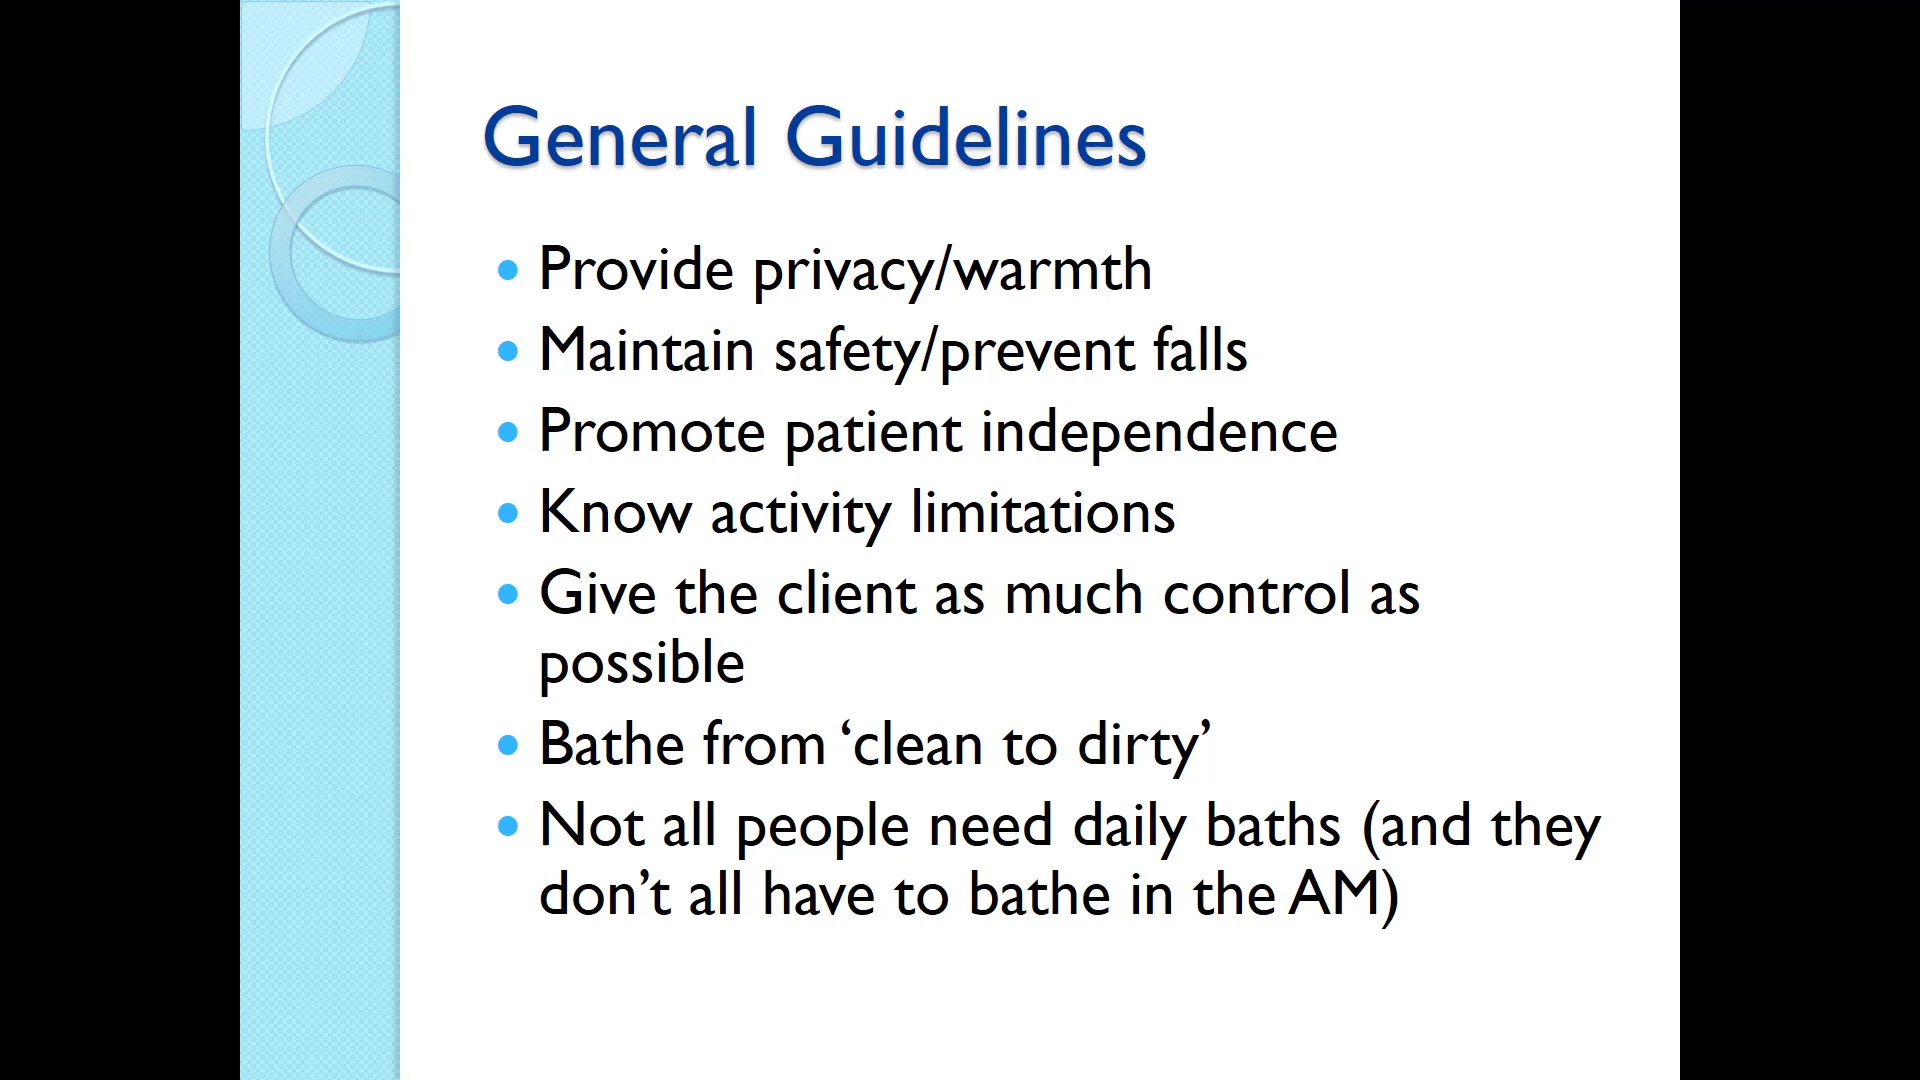 General Guidelines
• Provide privacy/warmth
• Maintain safety/prevent falls
• Promote patient independence
• Know activity limitations
• Give the client as much control as
possible
• Bathe from ‘clean to dirty’
• Not all people need daily baths (and they
don’t all have to bathe in the AM)